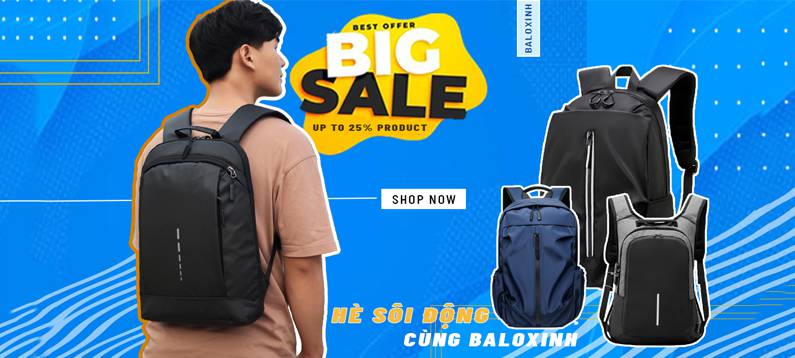 BEST OFFER
BIG
SALE
UP TO 25% PRODUCT
BALOXINH
SHOP NOW
HÈ SÔI ĐỘNG
CÙNG BALOXINH